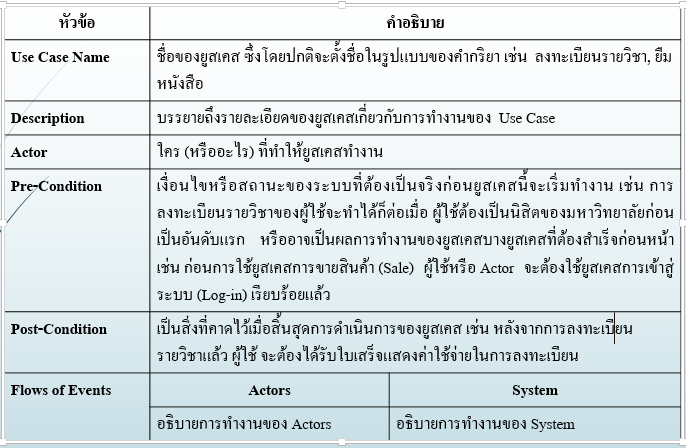 หัวข้อ คำอธิบาย
Use Case Name ชื่อของยูสเคส ซึ่งโดยปกติจะตั้งชื่อในรูปแบบของคำกริยา เช่น ลงทะเบียนรายวิชา, ยืม
หนังสือ
Description บรรยายถึงรายละเอียดของยูสเคสเกี่ยวกับการทำงานของ Use Case
Actor ใคร (หรืออะไร) ที่ทำให้ยูสเคสทำงาน
Pre-Condition เงื่อนไขหรือสถานะของระบบที่ต้องเป็นจริงก่อนยูสเคสนี้จะเริ่มทำงาน เช่น การ
ลงทะเบียนรายวิชาของผู้ใช้จะทำได้ก็ต่อเมื่อ ผู้ใช้ต้องเป็นนิสิตของมหาวิทยาลัยก่อน
เป็นอันดับแรก หรืออาจเป็นผลการทำงานของยูสเคสบางยูสเคสที่ต้องสำเร็จก่อนหน้า
เช่น ก่อนการใช้ยูสเคสการขายสินค้า (Sale) ผู้ใช้หรือ Actor จะต้องใช้ยูสเคสการเข้าสู่
ระบบ (Log-in) เรียบร้อยแล้ว
Post-Condition เป็นสิ่งที่คาดไว้เมื่อสิ้นสุดการดำเนินการของยูสเคส เช่น หลังจากการลงทะเบียน
รายวิชาแล้ว ผู้ใช้ จะต้องได้รับใบเสร็จแสดงค่าใช้จ่ายในการลงทะเบียน
Flows of Events Actors System
อธิบายการทำงานของ Actors อธิบายการทำงานของ System